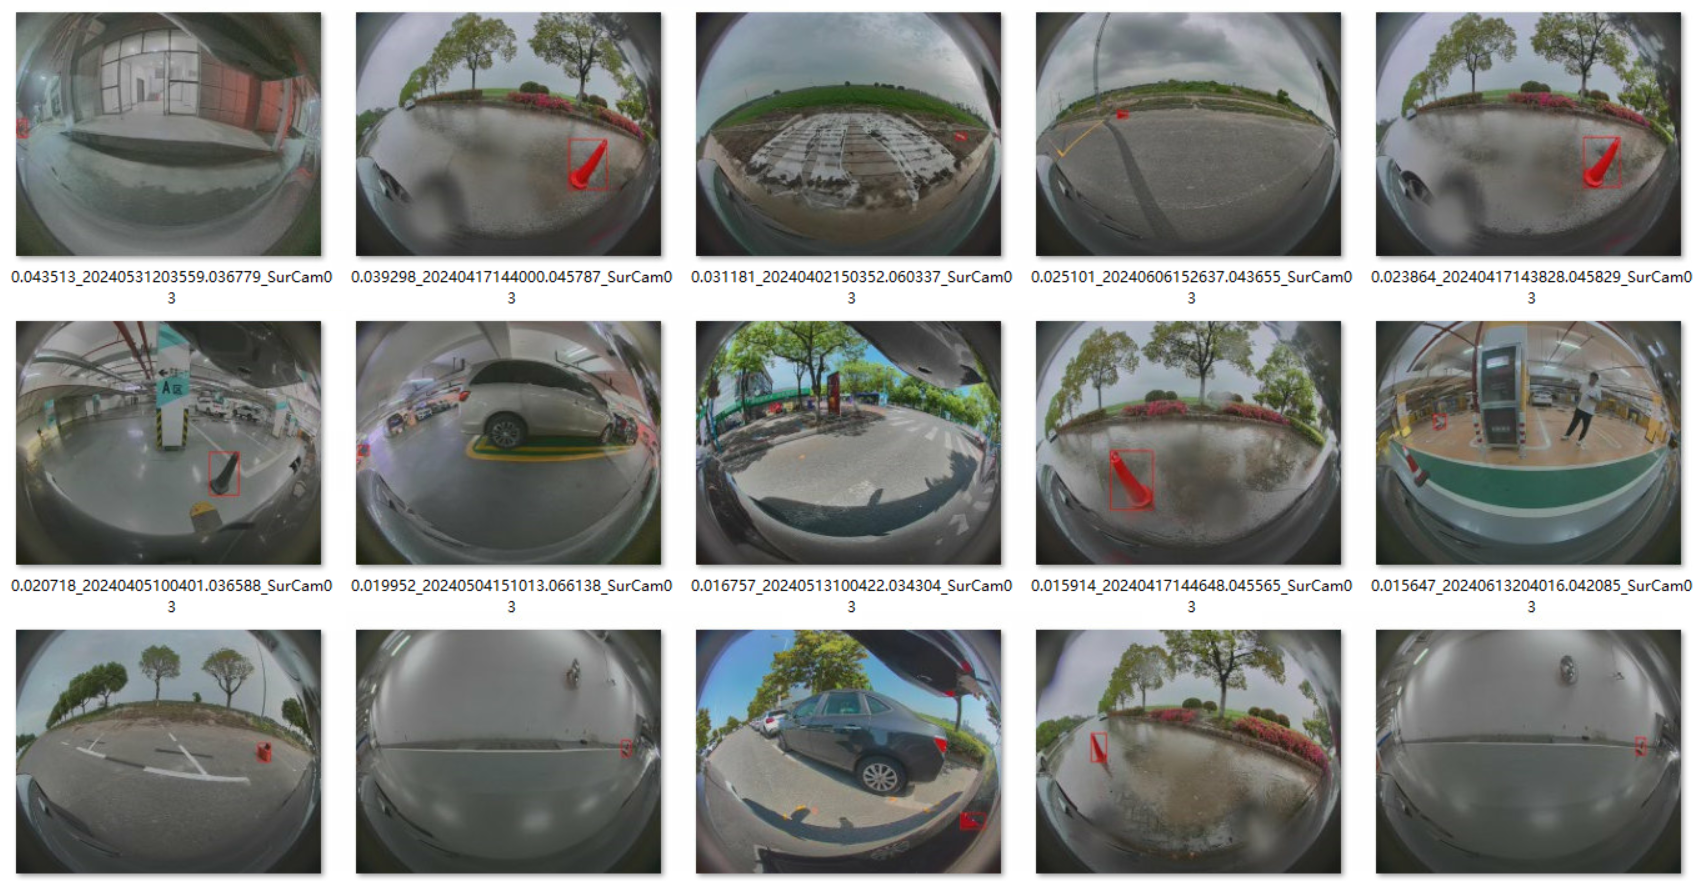 0.043513_20240531203559.036779_SurCam0
3
0.039298_20240417144000.045787_SurCam0
3
0.031181_20240402150352.060337_SurCam0
3
0.025101_20240606152637.043655_SurCam0
3
0.023864_20240417143828.045829_SurCam0
3
A区
0.020718_20240405100401.036588_SurCam0
3
0.019952_20240504151013.066138_SurCam0
3
0.016757_20240513100422.034304_SurCam0
3
0.015914_20240417144648.045565_SurCam0
3
0.015647_20240613204016.042085_SurCam0
3